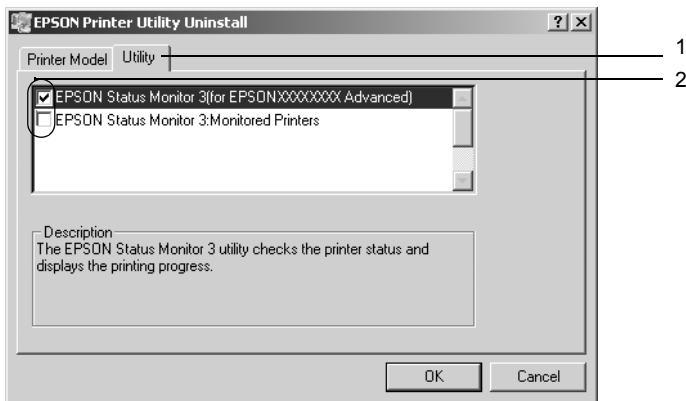 EPSON Printer Utility Uninstall
? ×
Printer Model Utility
1
2
EPSON Status Monitor 3(for EPSONXXXXXXXX Advanced)
EPSON Status Monitor 3:Monitored Printers
Description
The EPSON Status Monitor 3 utility checks the printer status and
displays the printing progress.
OK Cancel